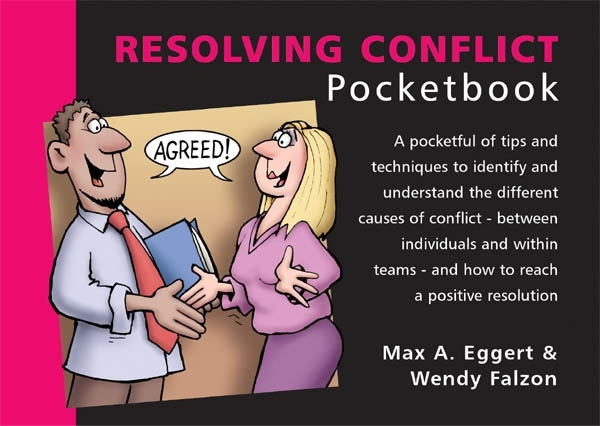 RESOLVING CONFLICT
Pocketbook
AGREED!
A pocketful of tips and
techniques to identify and
understand the different
causes of conflict - between
individuals and within
teams - and how to reach
a positive resolution
Max A. Eggert &
Wendy Falzon